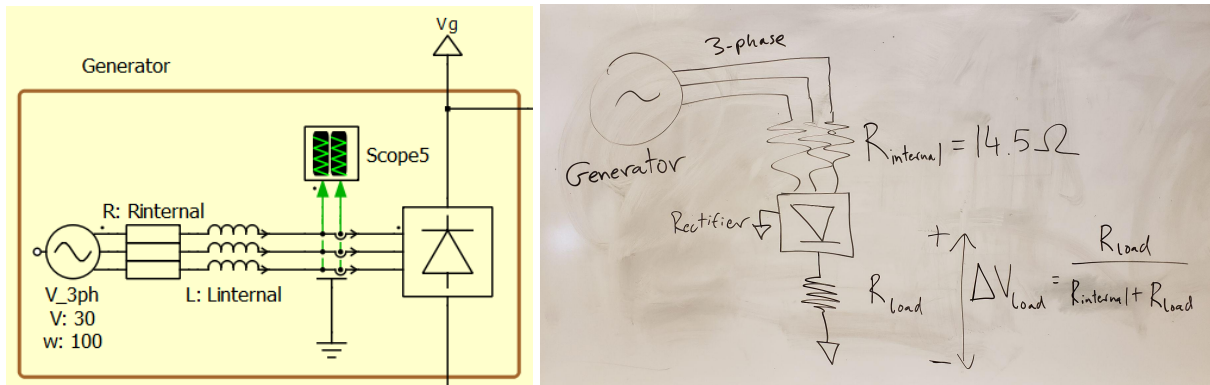 Vg
Generator
Scope5
R: Rinternal
L: Linternal
V_3ph
V: 30
w: 100
3-phase
Generator
Rinternal = 14.5Ω
Rectifier
Rload
+
ΔVload = Rload
Rinternal + Rload
-